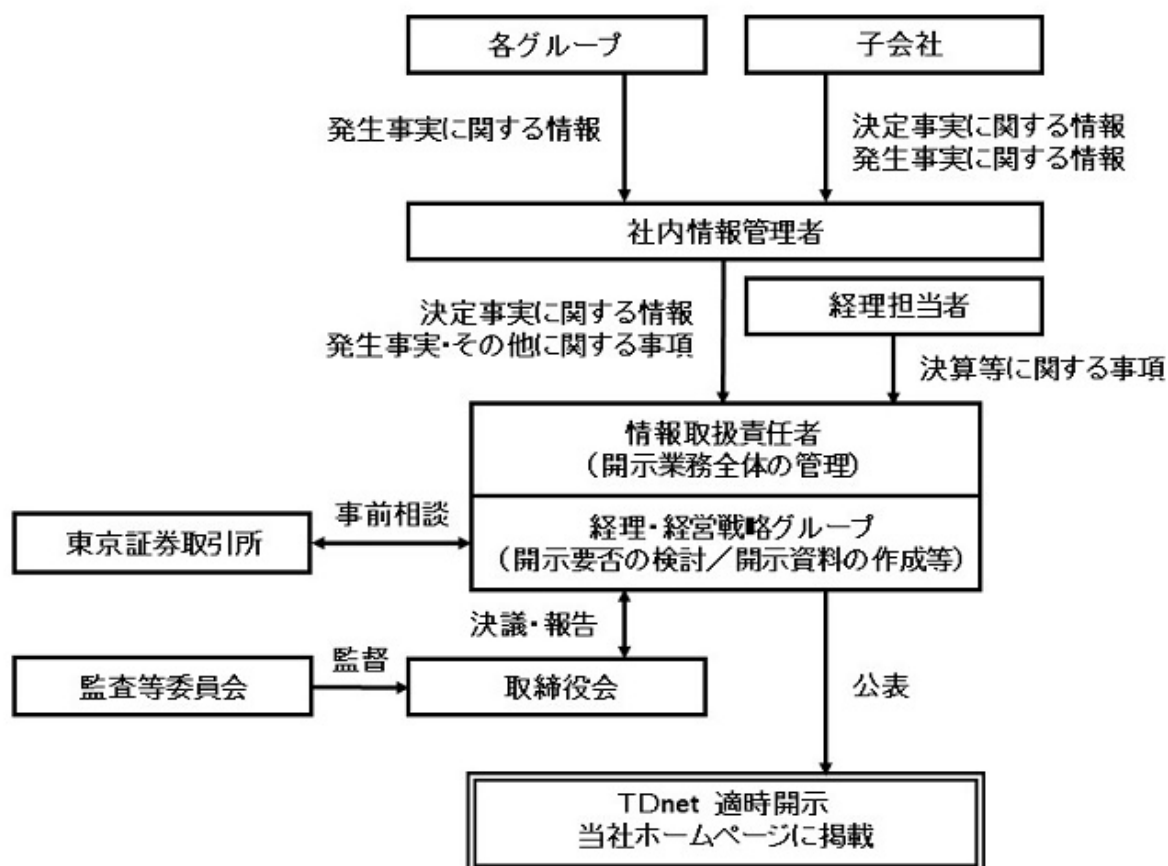 各グループ
子会社
発生事実に関する情報
決定事実に関する情報
発生事実に関する情報
社内情報管理者
決定事実に関する情報
発生事実・その他に関する事項
経理担当者
決算等に関する事項
情報取扱責任者
（開示業務全体の管理）
事前相談
東京証券取引所
経理・経営戦略グループ
（開示要否の検討／開示資料の作成等）
決議・報告
監査等委員会
監督
取締役会
公表
TDnet 適時開示
当社ホームページに掲載